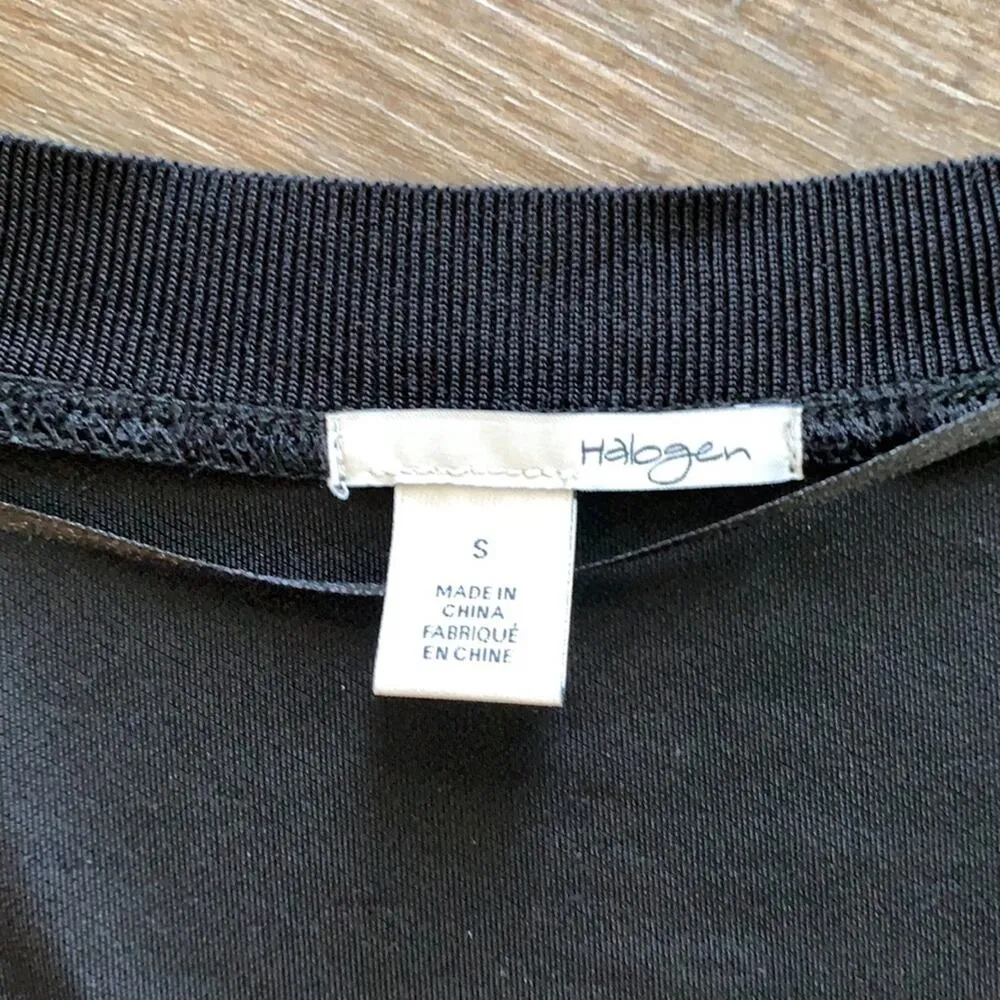 Halogen
S
MADE IN
CHINA
FABRIQUÉ
EN CHINE